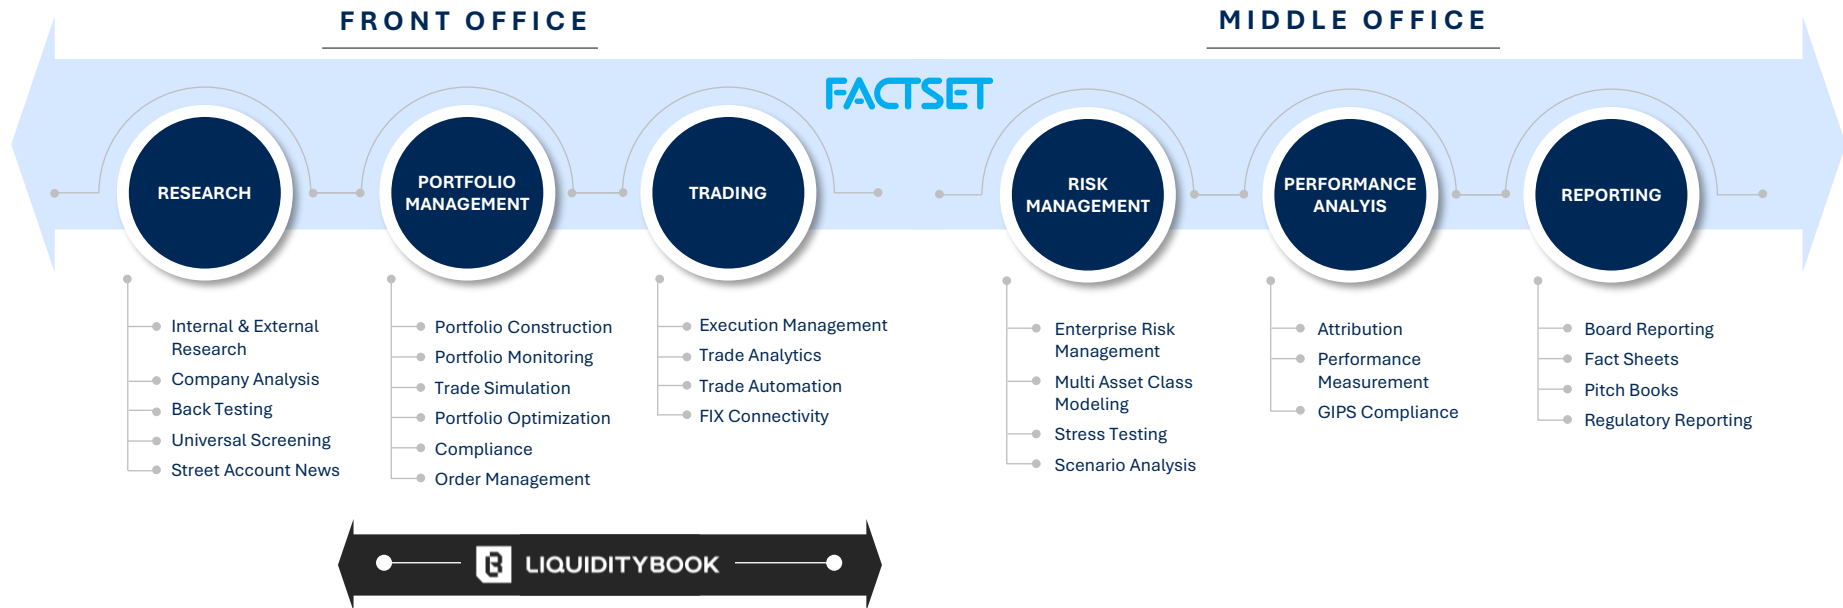 FRONT OFFICE
MIDDLE OFFICE
FACTSET
RESEARCH
PORTFOLIO
MANAGEMENT
TRADING
RISK
MANAGEMENT
PERFORMANCE
ANALYIS
REPORTING
Internal & External
Research
Company Analysis
Back Testing
Universal Screening
Street Account News
Portfolio Construction
Portfolio Monitoring
Trade Simulation
Portfolio Optimization
Compliance
Order Management
Execution Management
Trade Analytics
Trade Automation
FIX Connectivity
Enterprise Risk
Management
Multi Asset Class
Modeling
Stress Testing
Scenario Analysis
Attribution
Performance
Measurement
GIPS Compliance
Board Reporting
Fact Sheets
Pitch Books
Regulatory Reporting
LIQUIDITYBOOK